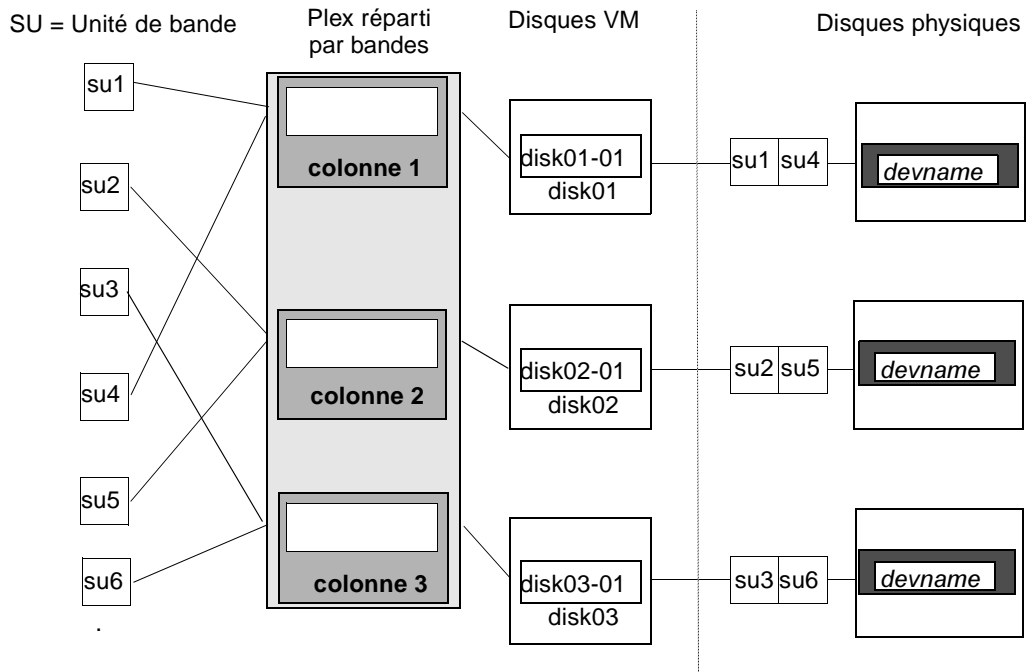 SU = Unité de bande
Plex réparti
par bandes
Disques VM
Disques physiques
su1
su2
su3
su4
su5
su6
.
colonne 1
colonne 2
colonne 3
disk01-01
disk01
disk02-01
disk02
disk03-01
disk03
su1 su4
devname
su2 su5
devname
su3 su6
devname